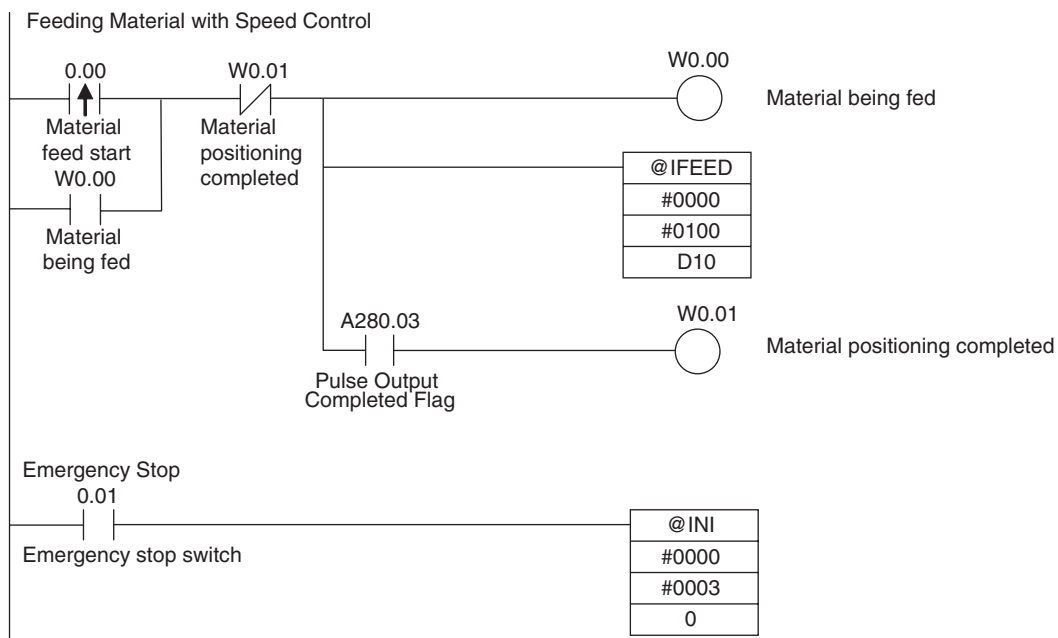 Feeding Material with Speed Control
0.00
W0.01
W0.00
Material being fed
Material
feed start
Material
positioning
completed
W0.00
Material
being fed
@IFEED
#0000
#0100
D10
A280.03
W0.01
Pulse Output
Completed Flag
Material positioning completed
Emergency Stop
0.01
Emergency stop switch
@INI
#0000
#0003
0